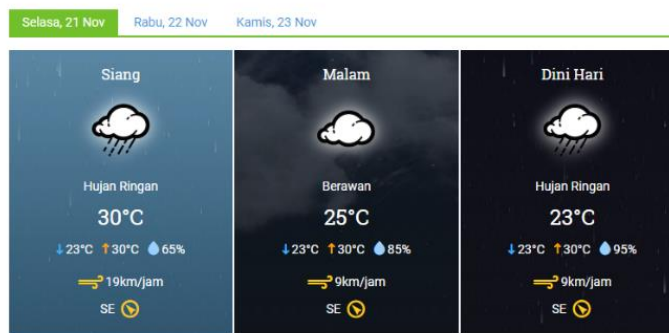 Selasa, 21 Nov
Rabu, 22 Nov
Kamis, 23 Nov
Siang
Hujan Ringan
30°C
↓23°C ↑30°C 65%
19km/jam
SE
Malam
Berawan
25°C
↓23°C ↑30°C 85%
9km/jam
SE
Dini Hari
Hujan Ringan
23°C
↓23°C ↑30°C 95%
9km/jam
SE